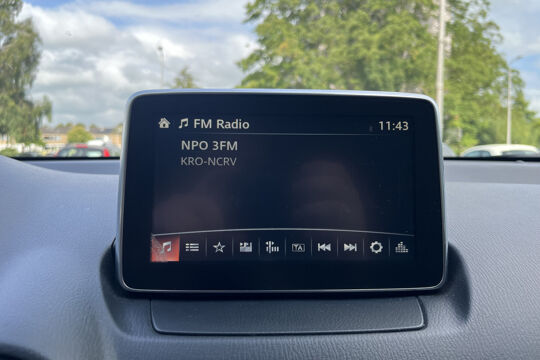 FM Radio 11:43
NPO 3FM
KRO-NCRV
TA